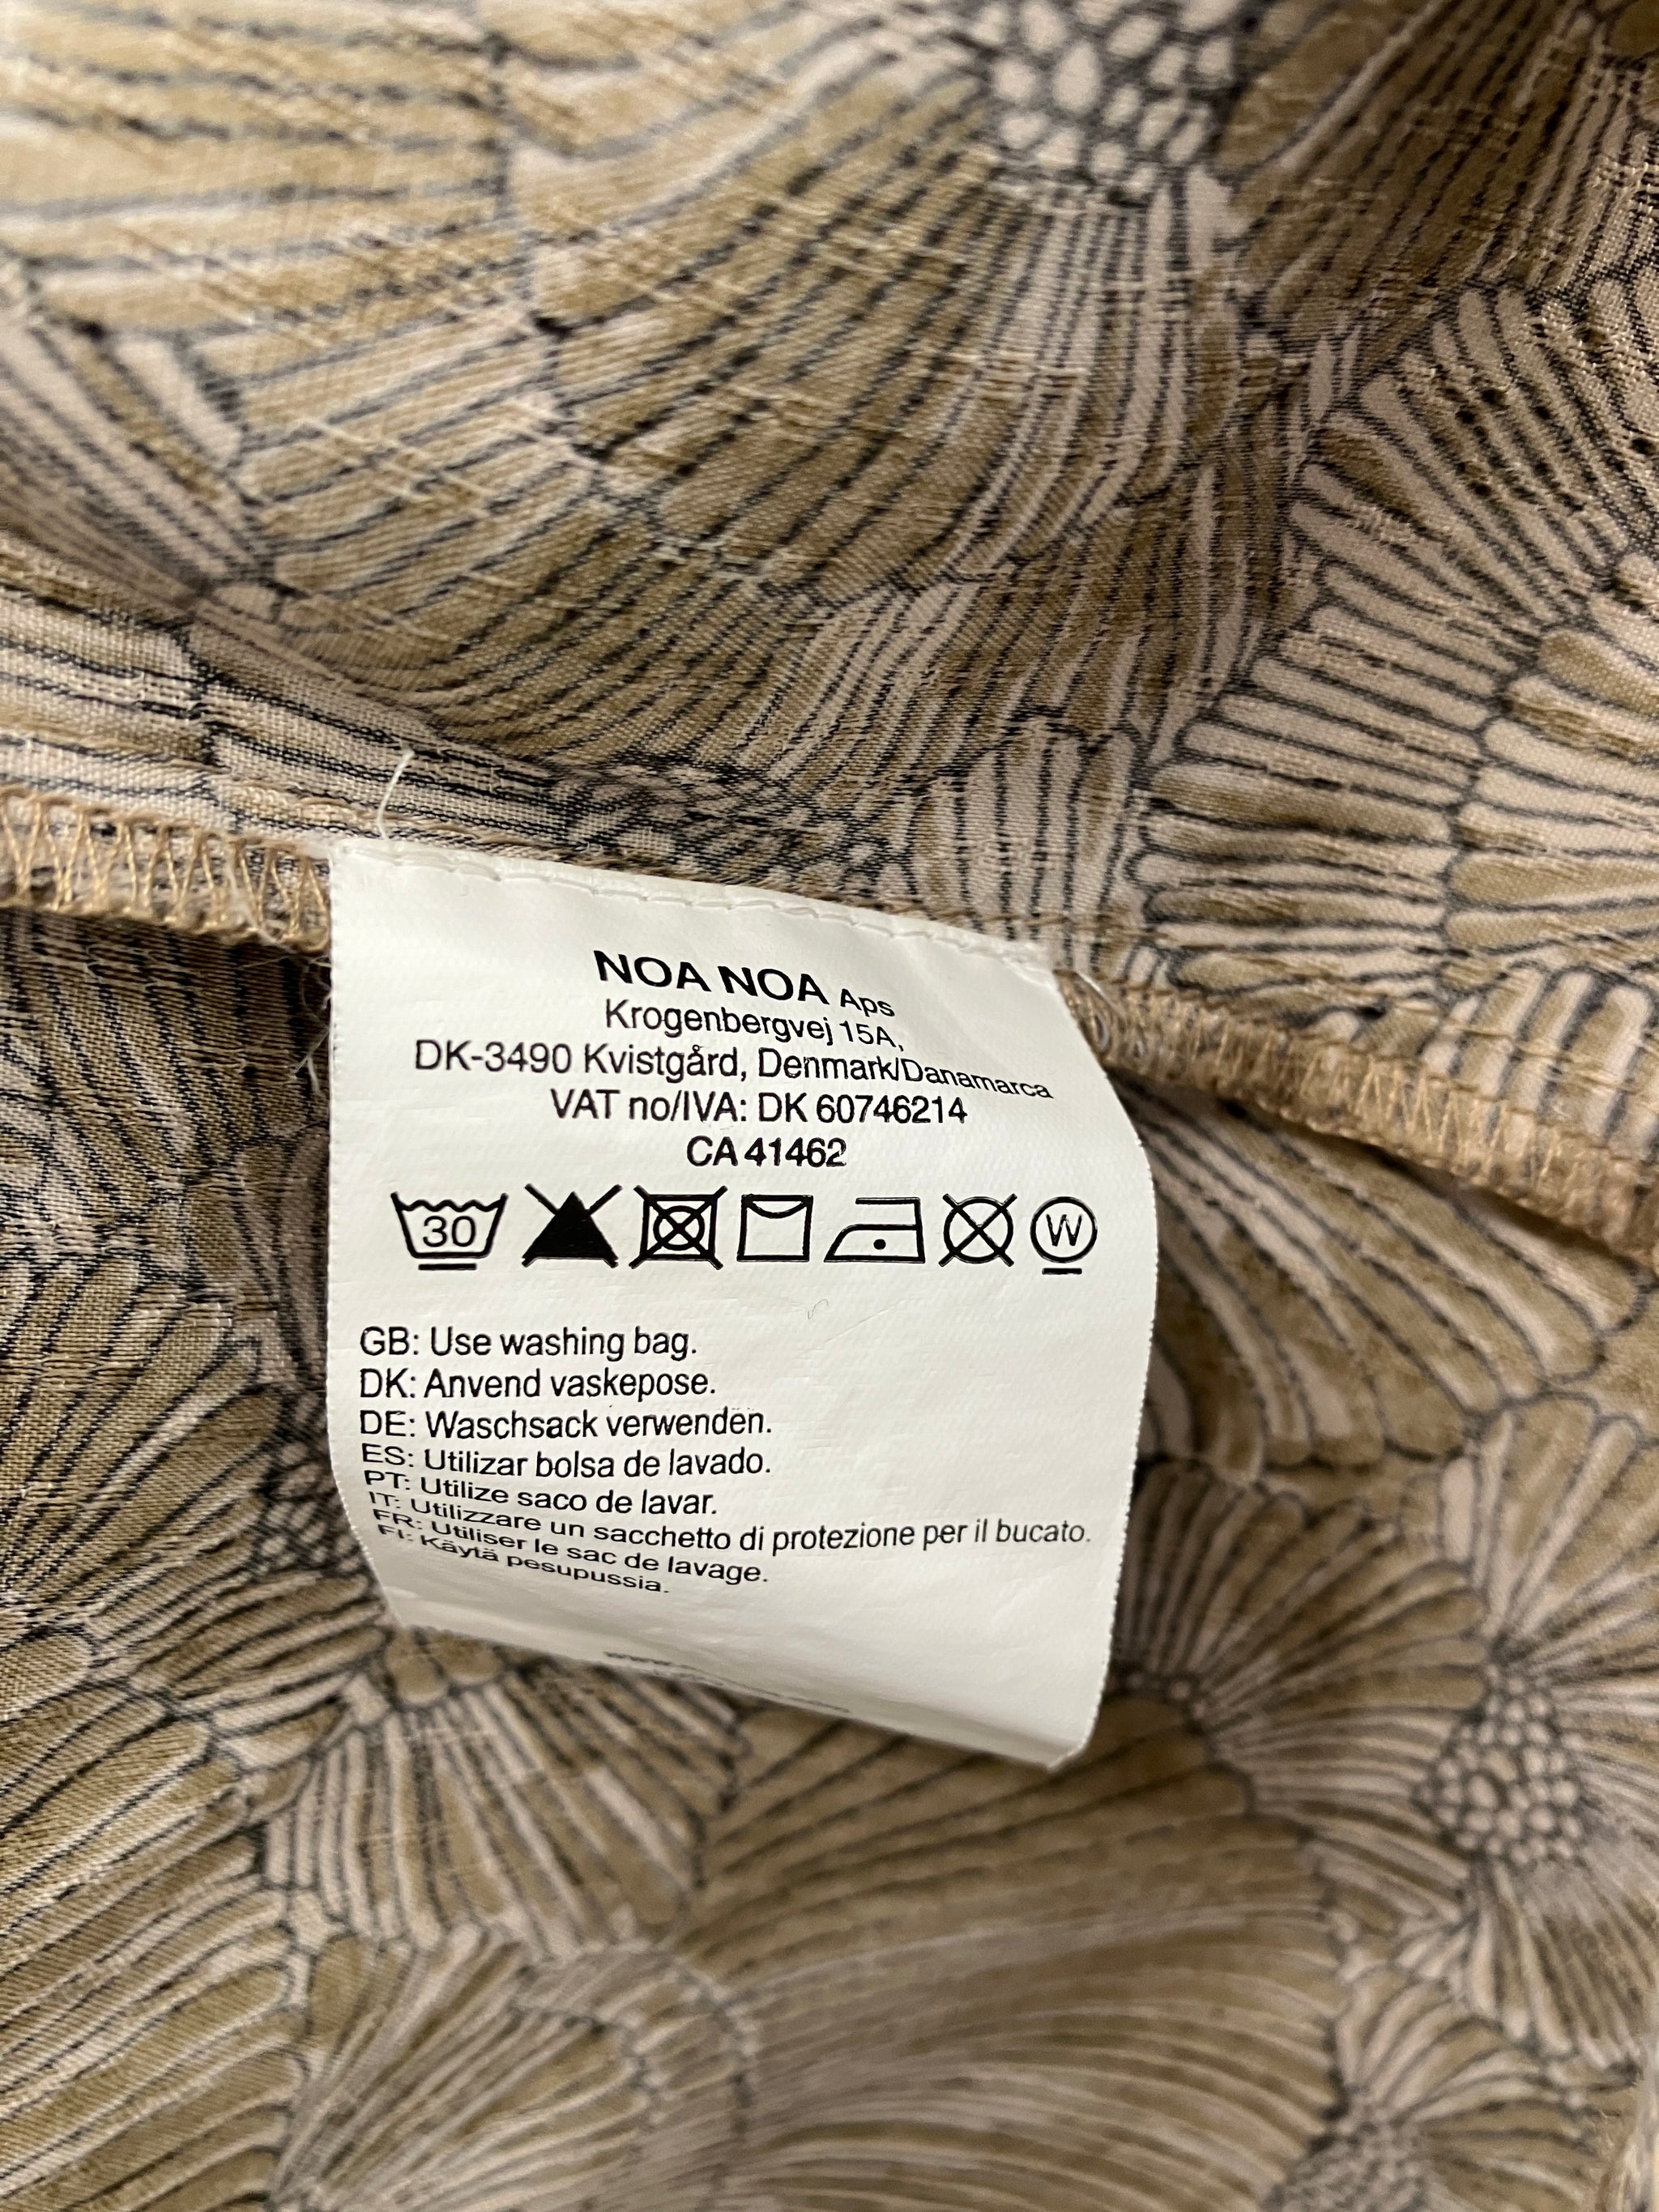 NOA NOA Aps
Krogenbergvej 15A,
DK-3490 Kvistgård, Denmark/Danamarca
VAT no/IVA: DK 60746214
CA 41462
30 W
GB: Use washing bag.
DK: Anvend vaskepose.
DE: Waschsack verwenden.
ES: Utilizar bolsa de lavado.
PT: Utilize saco de lavar.
IT: Utilizzare un sacchetto di protezione per il bucato.
FR: Utiliser le sac de lavage.
FI: Käytä pesupussia.